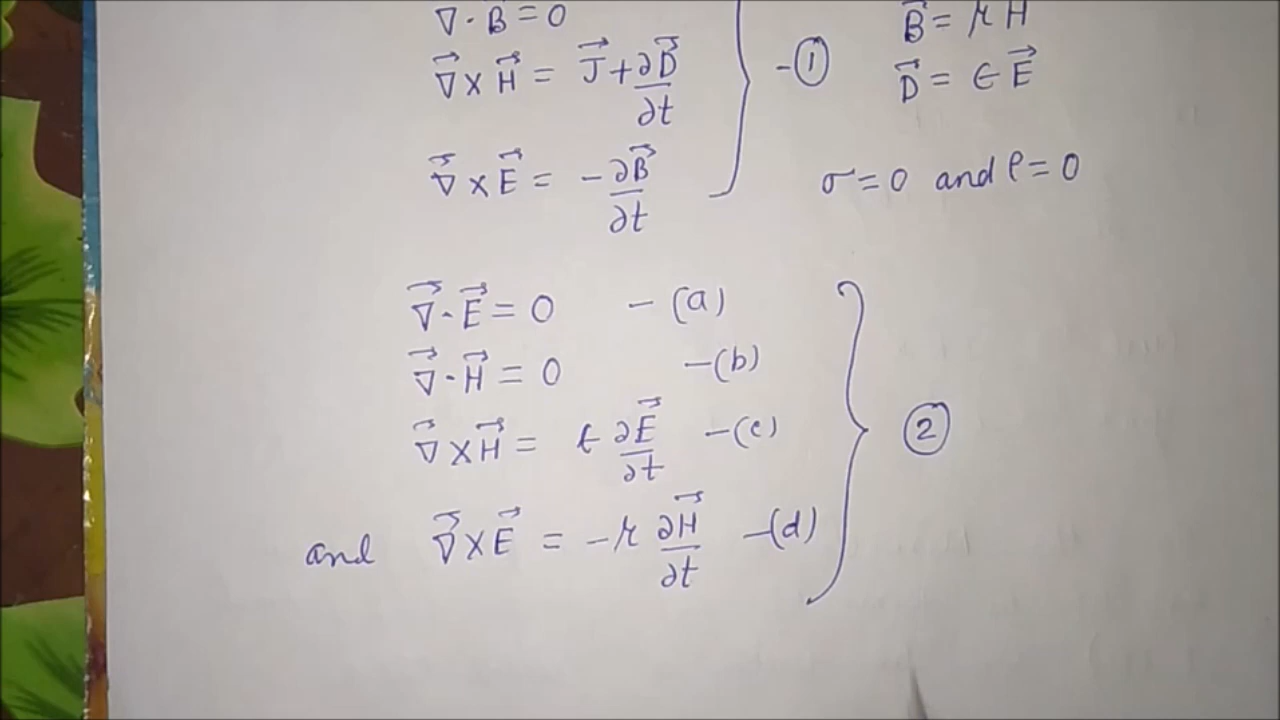 ∇·B = 0
B⃗ = μ H
∇⃗ × H⃗ = J⃗ + ∂D⃗/∂t
-①
D⃗ = ϵ E⃗
∇⃗ × E⃗ = - ∂B⃗/∂t
σ = 0 and ρ = 0
∇⃗·E⃗ = 0 - (a)
∇⃗·H⃗ = 0 -(b)
∇⃗ × H⃗ = ϵ ∂E⃗/∂t -(c)
②
and ∇⃗ × E⃗ = -μ ∂H⃗/∂t -(d)